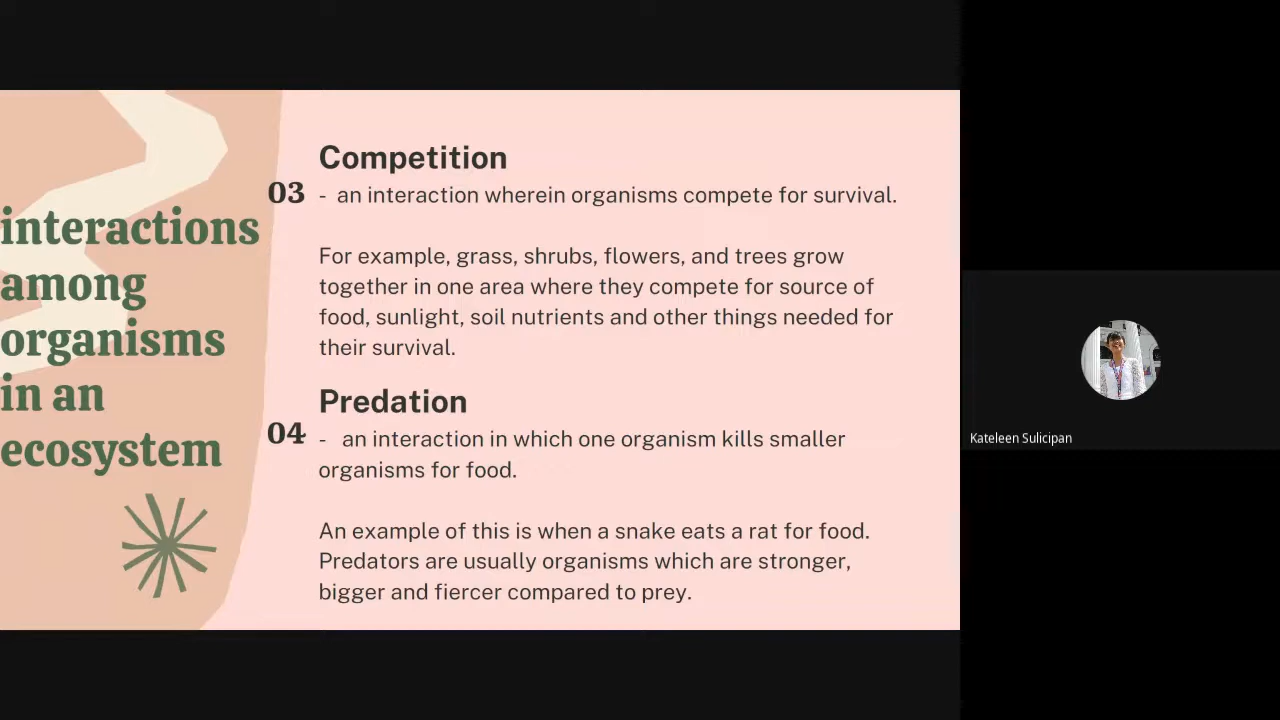 interactions
among
organisms
in an
ecosystem
Competition
03 - an interaction wherein organisms compete for survival.
For example, grass, shrubs, flowers, and trees grow
together in one area where they compete for source of
food, sunlight, soil nutrients and other things needed for
their survival.
Predation
04 - an interaction in which one organism kills smaller
organisms for food.
An example of this is when a snake eats a rat for food.
Predators are usually organisms which are stronger,
bigger and fiercer compared to prey.
Kateleen Sulicipan